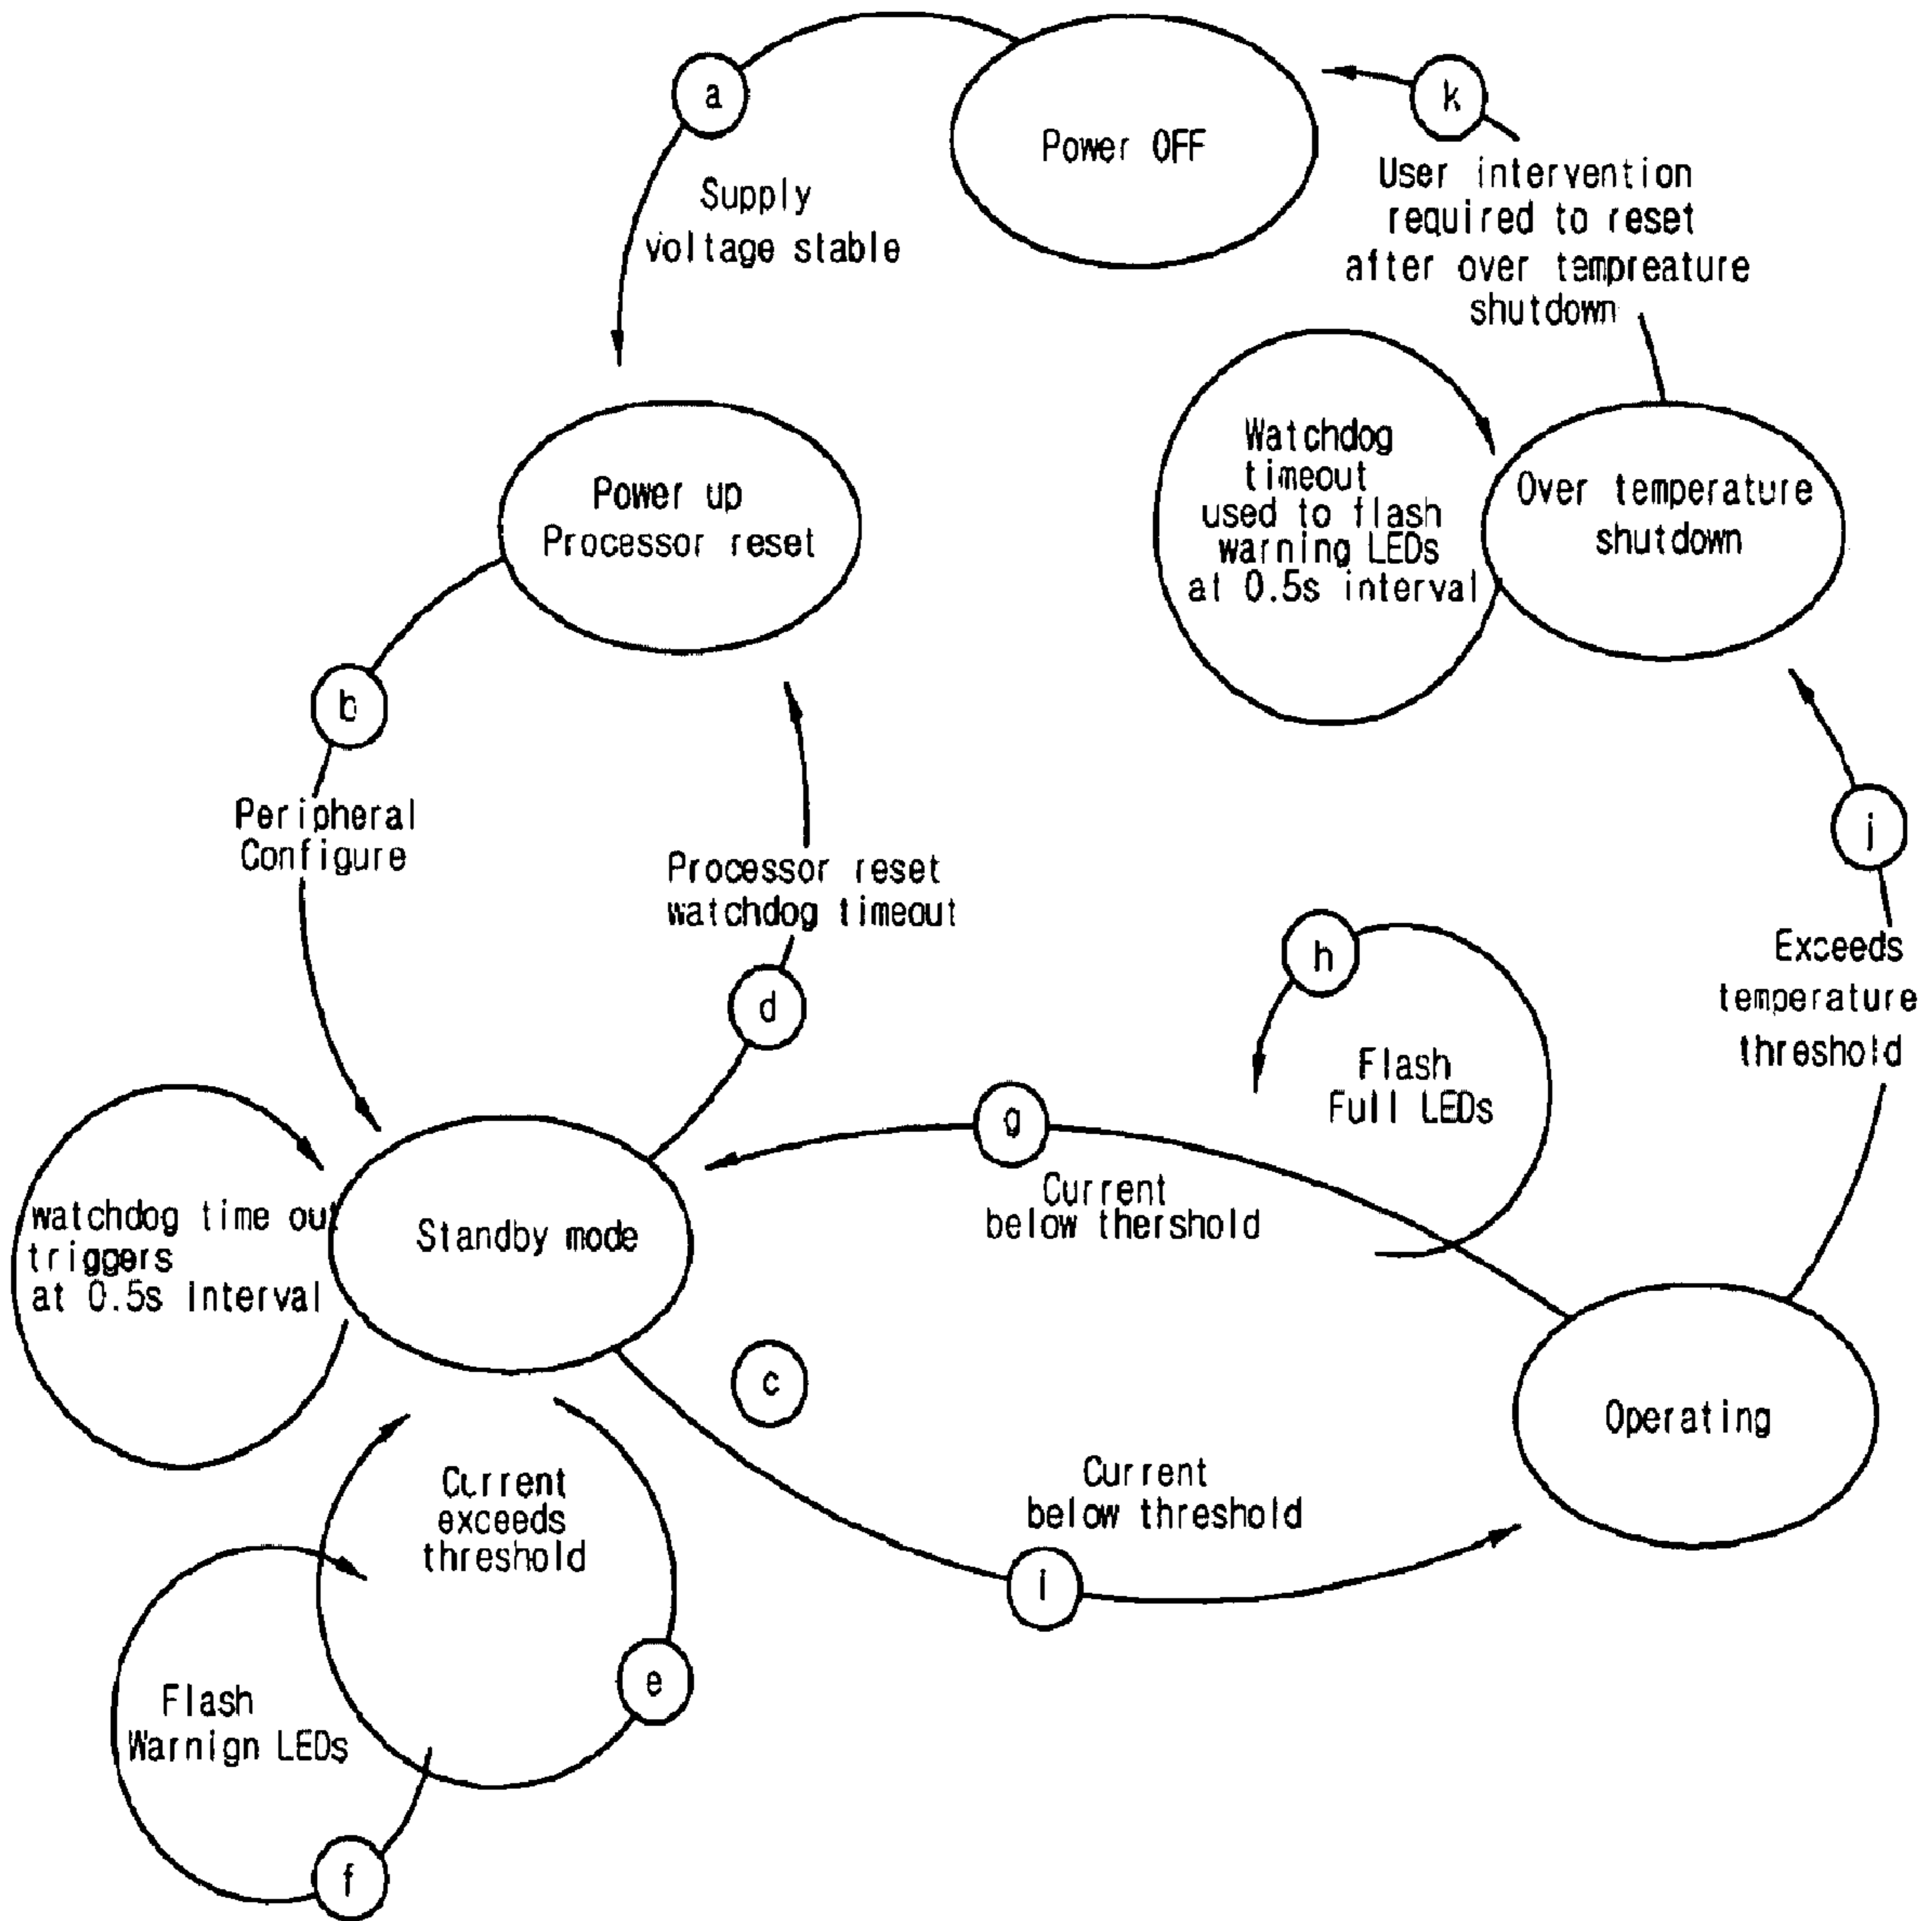 a
Power OFF
k
Supply
voltage stable
User intervention
required to reset
after over tempreature
shutdown
Power up
Processor reset
Watchdog
timeout
used to flash
warning LEDs
at 0.5s interval
Over temperature
shutdown
b
Peripheral
Configure
Processor reset
watchdog timeout
d
j
Exceeds
temperature
threshold
h
Flash
Full LEDs
g
Current
below thershold
watchdog time out
triggers
at 0.5s interval
Standby mode
c
Operating
Current
exceeds
threshold
Current
below threshold
i
e
Flash
Warnign LEDs
f